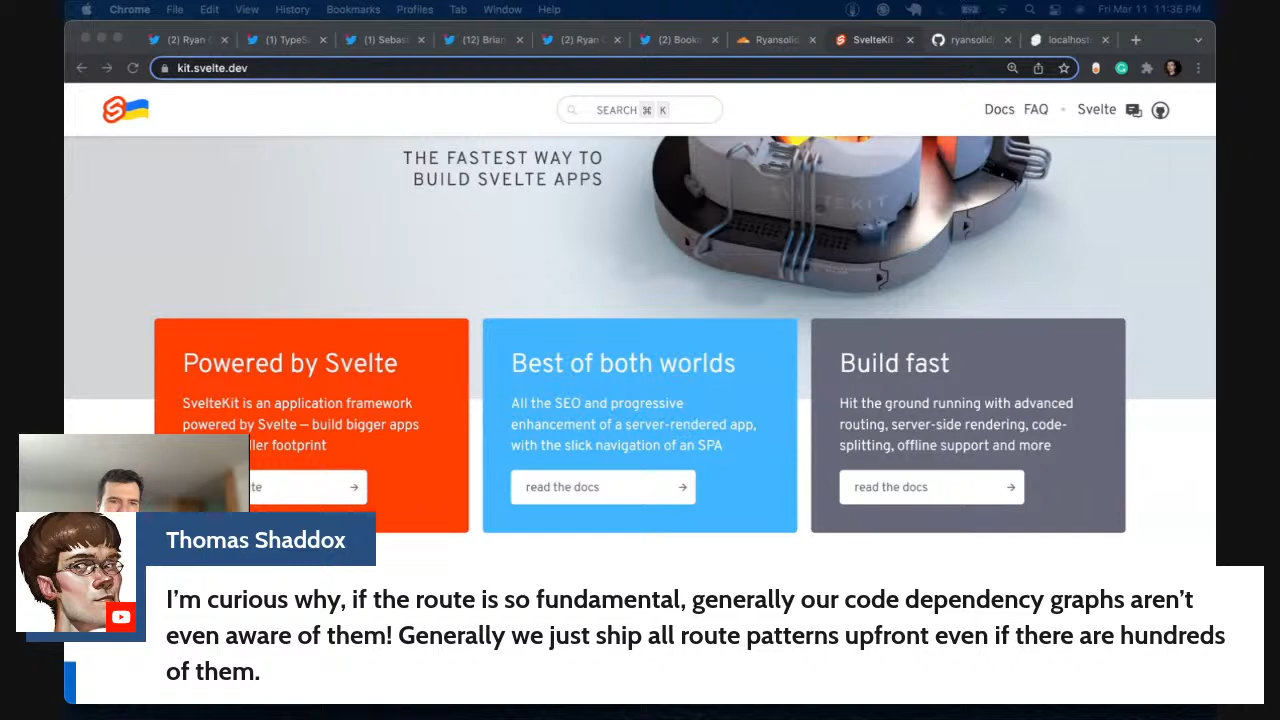 Chrome File Edit View History Bookmarks Profiles Tab Window Help Fri Mar 11 11:36 PM
(2) Ryan (1) TypeS (1) Sebas (12) Brian (2) Ryan (2) Book Ryansolid SvelteKit ryansolid localhost
kit.svelte.dev
SEARCH ⌘ K Docs FAQ • Svelte
THE FASTEST WAY TO
BUILD SVELTE APPS
TEKIT
Powered by Svelte
SvelteKit is an application framework
powered by Svelte — build bigger apps
ller footprint
te →
Best of both worlds
All the SEO and progressive
enhancement of a server-rendered app,
with the slick navigation of an SPA
read the docs →
Build fast
Hit the ground running with advanced
routing, server-side rendering, code-
splitting, offline support and more
read the docs →
Thomas Shaddox
I'm curious why, if the route is so fundamental, generally our code dependency graphs aren't
even aware of them! Generally we just ship all route patterns upfront even if there are hundreds
of them.